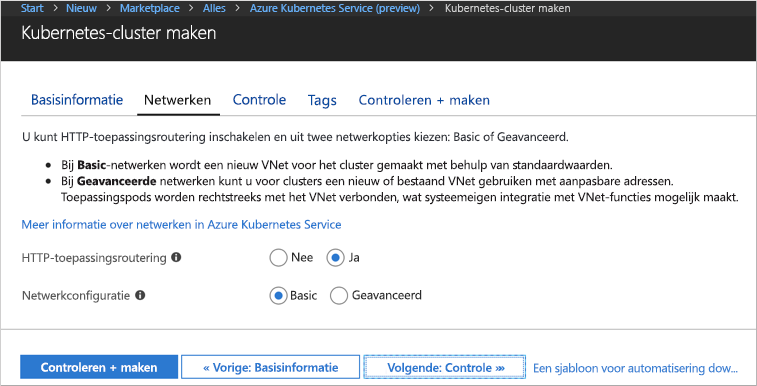 Start > Nieuw > Marketplace > Alles > Azure Kubernetes Service (preview) > Kubernetes-cluster maken
Kubernetes-cluster maken
Basisinformatie Netwerken Controle Tags Controleren + maken
U kunt HTTP-toepassingsroutering inschakelen en uit twee netwerkopties kiezen: Basic of Geavanceerd.
• Bij Basic-netwerken wordt een nieuw VNet voor het cluster gemaakt met behulp van standaardwaarden.
• Bij Geavanceerde netwerken kunt u voor clusters een nieuw of bestaand VNet gebruiken met aanpasbare adressen.
Toepassingspods worden rechtstreeks met het VNet verbonden, wat systeemeigen integratie met VNet-functies mogelijk maakt.
Meer informatie over netwerken in Azure Kubernetes Service
HTTP-toepassingsroutering Nee Ja
Netwerkconfiguratie Basic Geavanceerd
Controleren + maken « Vorige: Basisinformatie Volgende: Controle »» Een sjabloon voor automatisering dow...